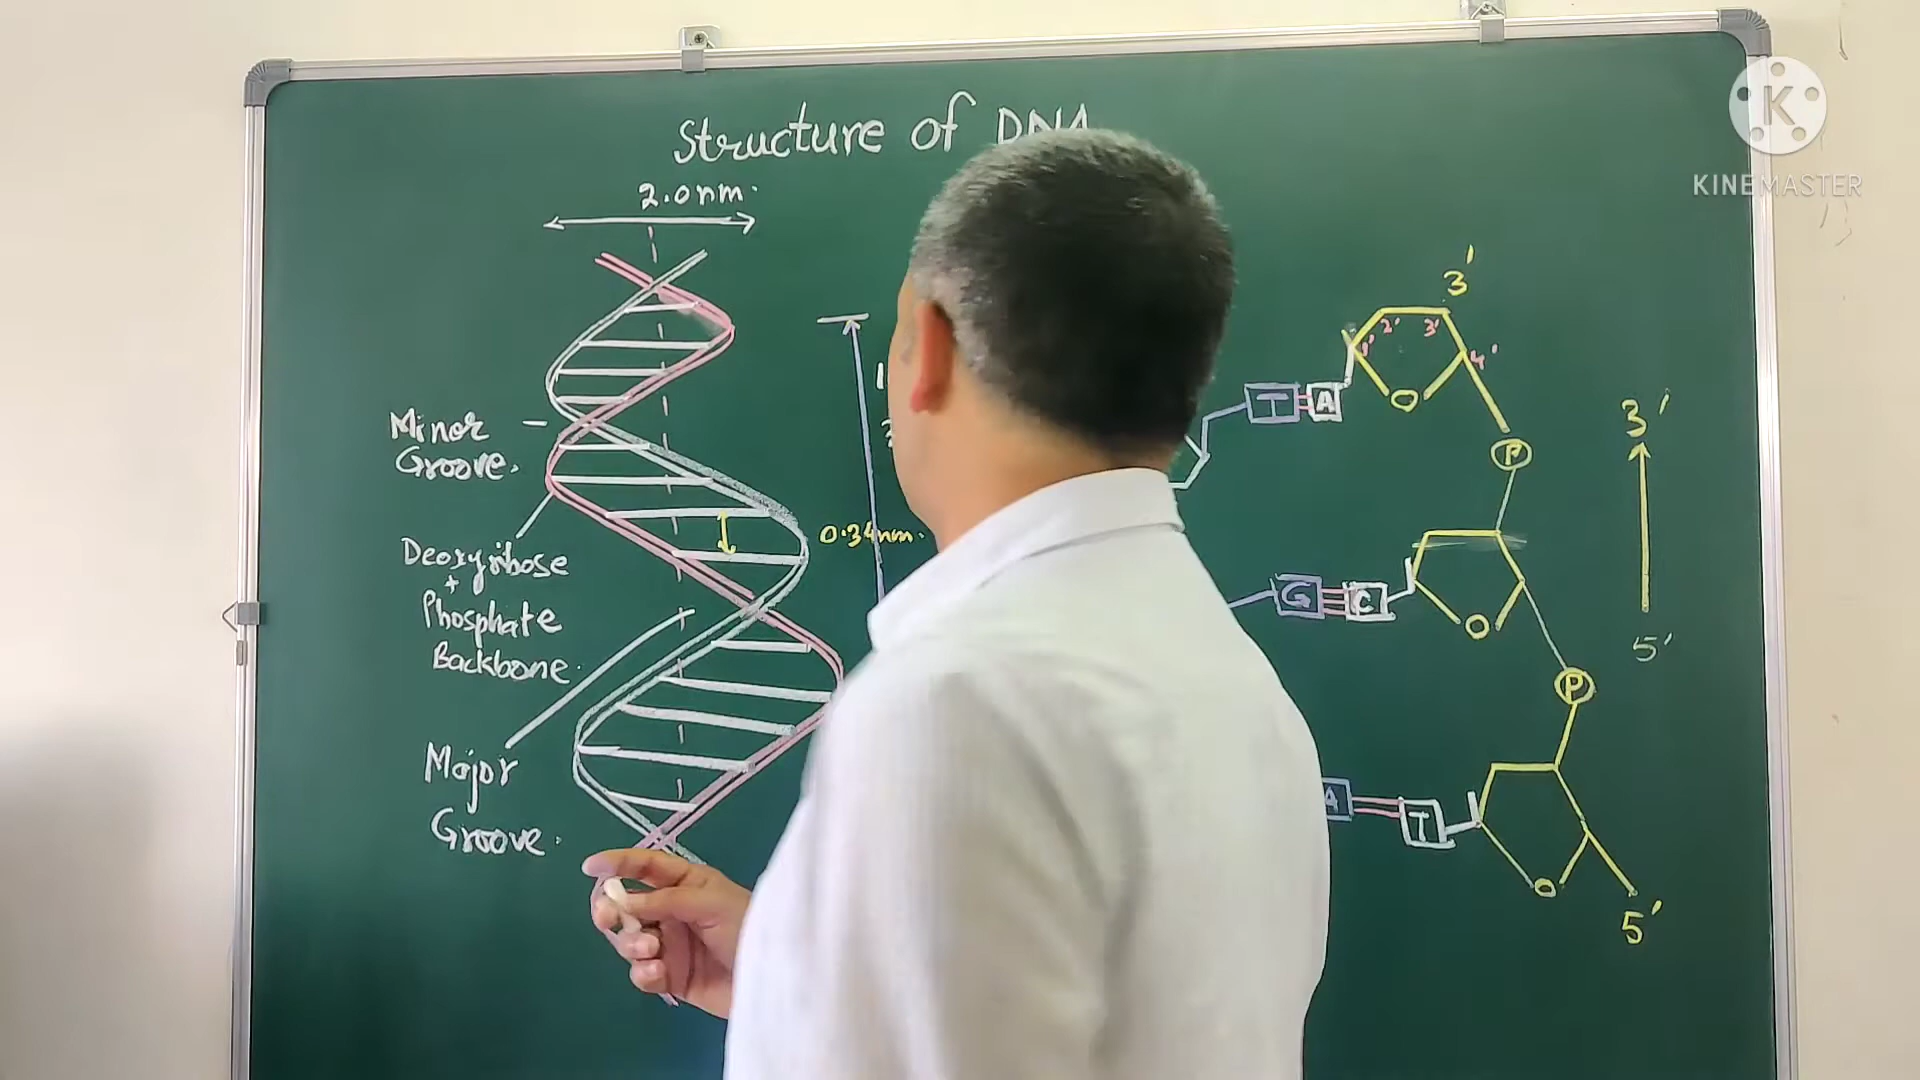 Structure of DNA
2.0nm.
Minor
Groove.
Deoxyribose
+
Phosphate
Backbone.
Major
Groove.
0.34nm.
3'
2' 3'
1' 4'
O
T A
P
3'
5'
G C
O
P
A T
O
5'
K
KINEMASTER